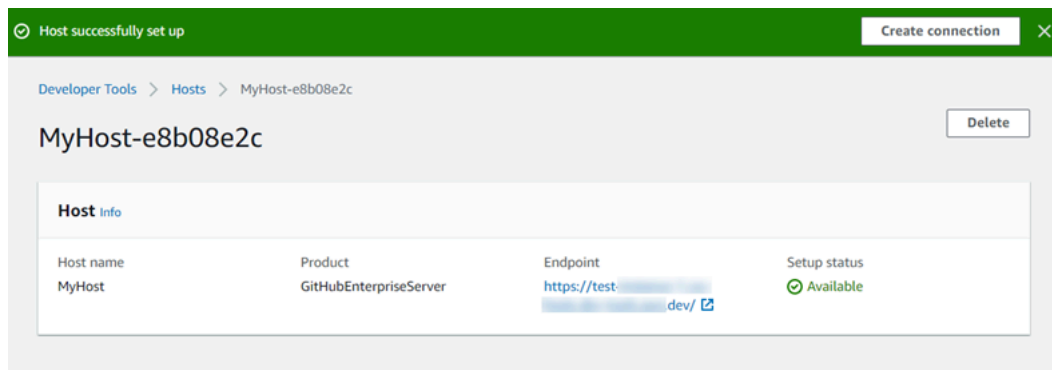 Host successfully set up
Create connection
Developer Tools > Hosts > MyHost-e8b08e2c
MyHost-e8b08e2c
Delete
Host Info
Host name
Product
Endpoint
Setup status
MyHost
GitHubEnterpriseServer
https://test-
dev/
Available